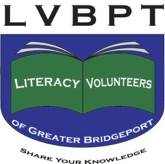 LVBPT
LITERACY VOLUNTEERS
OF GREATER BRIDGEPORT
SHARE YOUR KNOWLEDGE